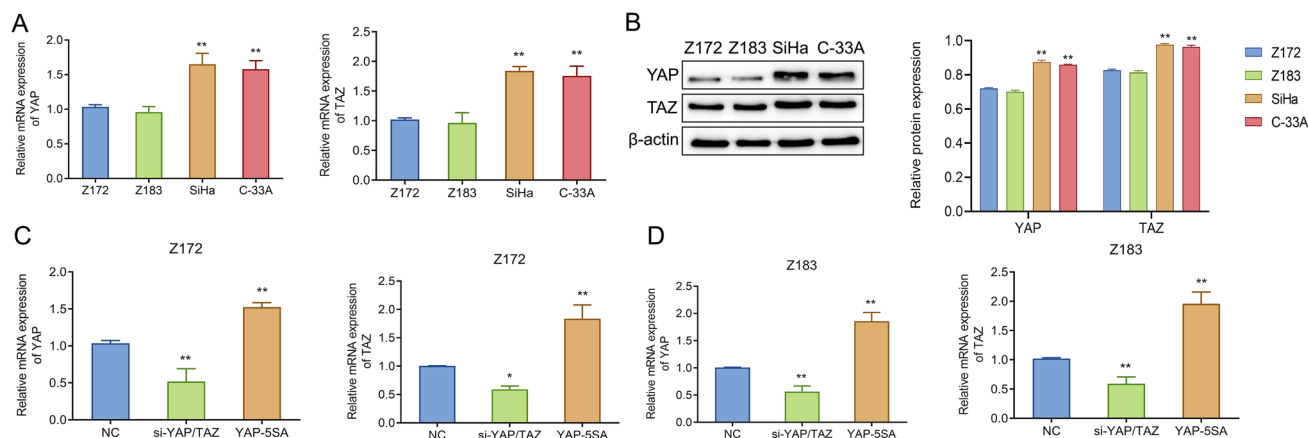 A
Relative mRNA expression
of YAP
2.0
1.5
1.0
0.5
0.0
**
**
Z172
Z183
SiHa
C-33A
Relative mRNA expression
of TAZ
2.5
2.0
1.5
1.0
0.5
0.0
**
**
Z172
Z183
SiHa
C-33A
B
Z172 Z183 SiHa C-33A
YAP
TAZ
β-actin
Relative protein expression
1.0
0.8
0.6
0.4
0.2
0.0
** **
** **
YAP
TAZ
Z172
Z183
SiHa
C-33A
C
Z172
Relative mRNA expression
of YAP
2.0
1.5
1.0
0.5
0.0
**
**
NC
si-YAP/TAZ
YAP-5SA
Z172
Relative mRNA expression
of TAZ
2.5
2.0
1.5
1.0
0.5
0.0
*
**
NC
si-YAP/TAZ
YAP-5SA
D
Z183
Relative mRNA expression
of YAP
2.5
2.0
1.5
1.0
0.5
0.0
**
**
NC
si-YAP/TAZ
YAP-5SA
Z183
Relative mRNA expression
of TAZ
2.5
2.0
1.5
1.0
0.5
0.0
**
**
NC
si-YAP/TAZ
YAP-5SA